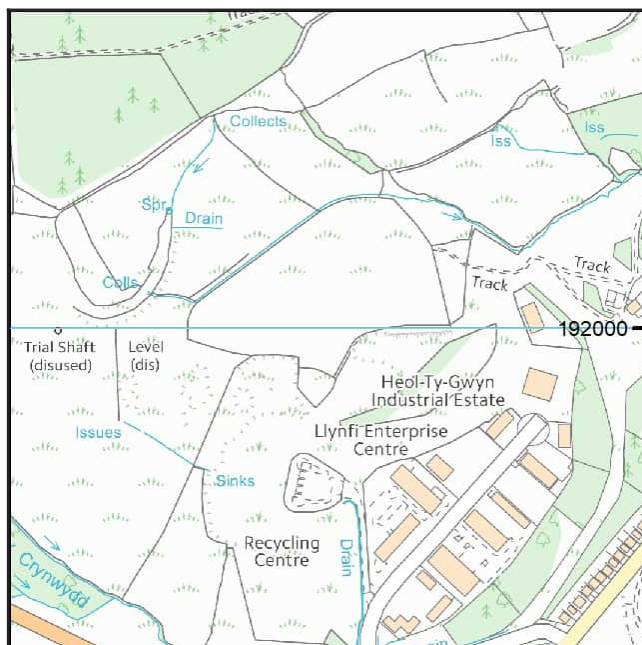 Track
Collects
Iss
Iss
Spr
Drain
Track
Track
Colls
192000
Trial Shaft
(disused)
Level
(dis)
Heol-Ty-Gwyn
Industrial Estate
Llynfi Enterprise
Centre
Issues
Sinks
Recycling
Centre
Drain
Crynwydd